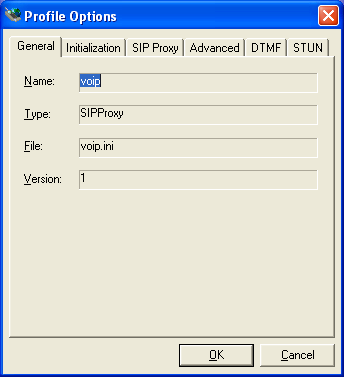 Profile Options
General Initialization SIP Proxy Advanced DTMF STUN
Name: voip
Type: SIPProxy
File: voip.ini
Version: 1
OK Cancel